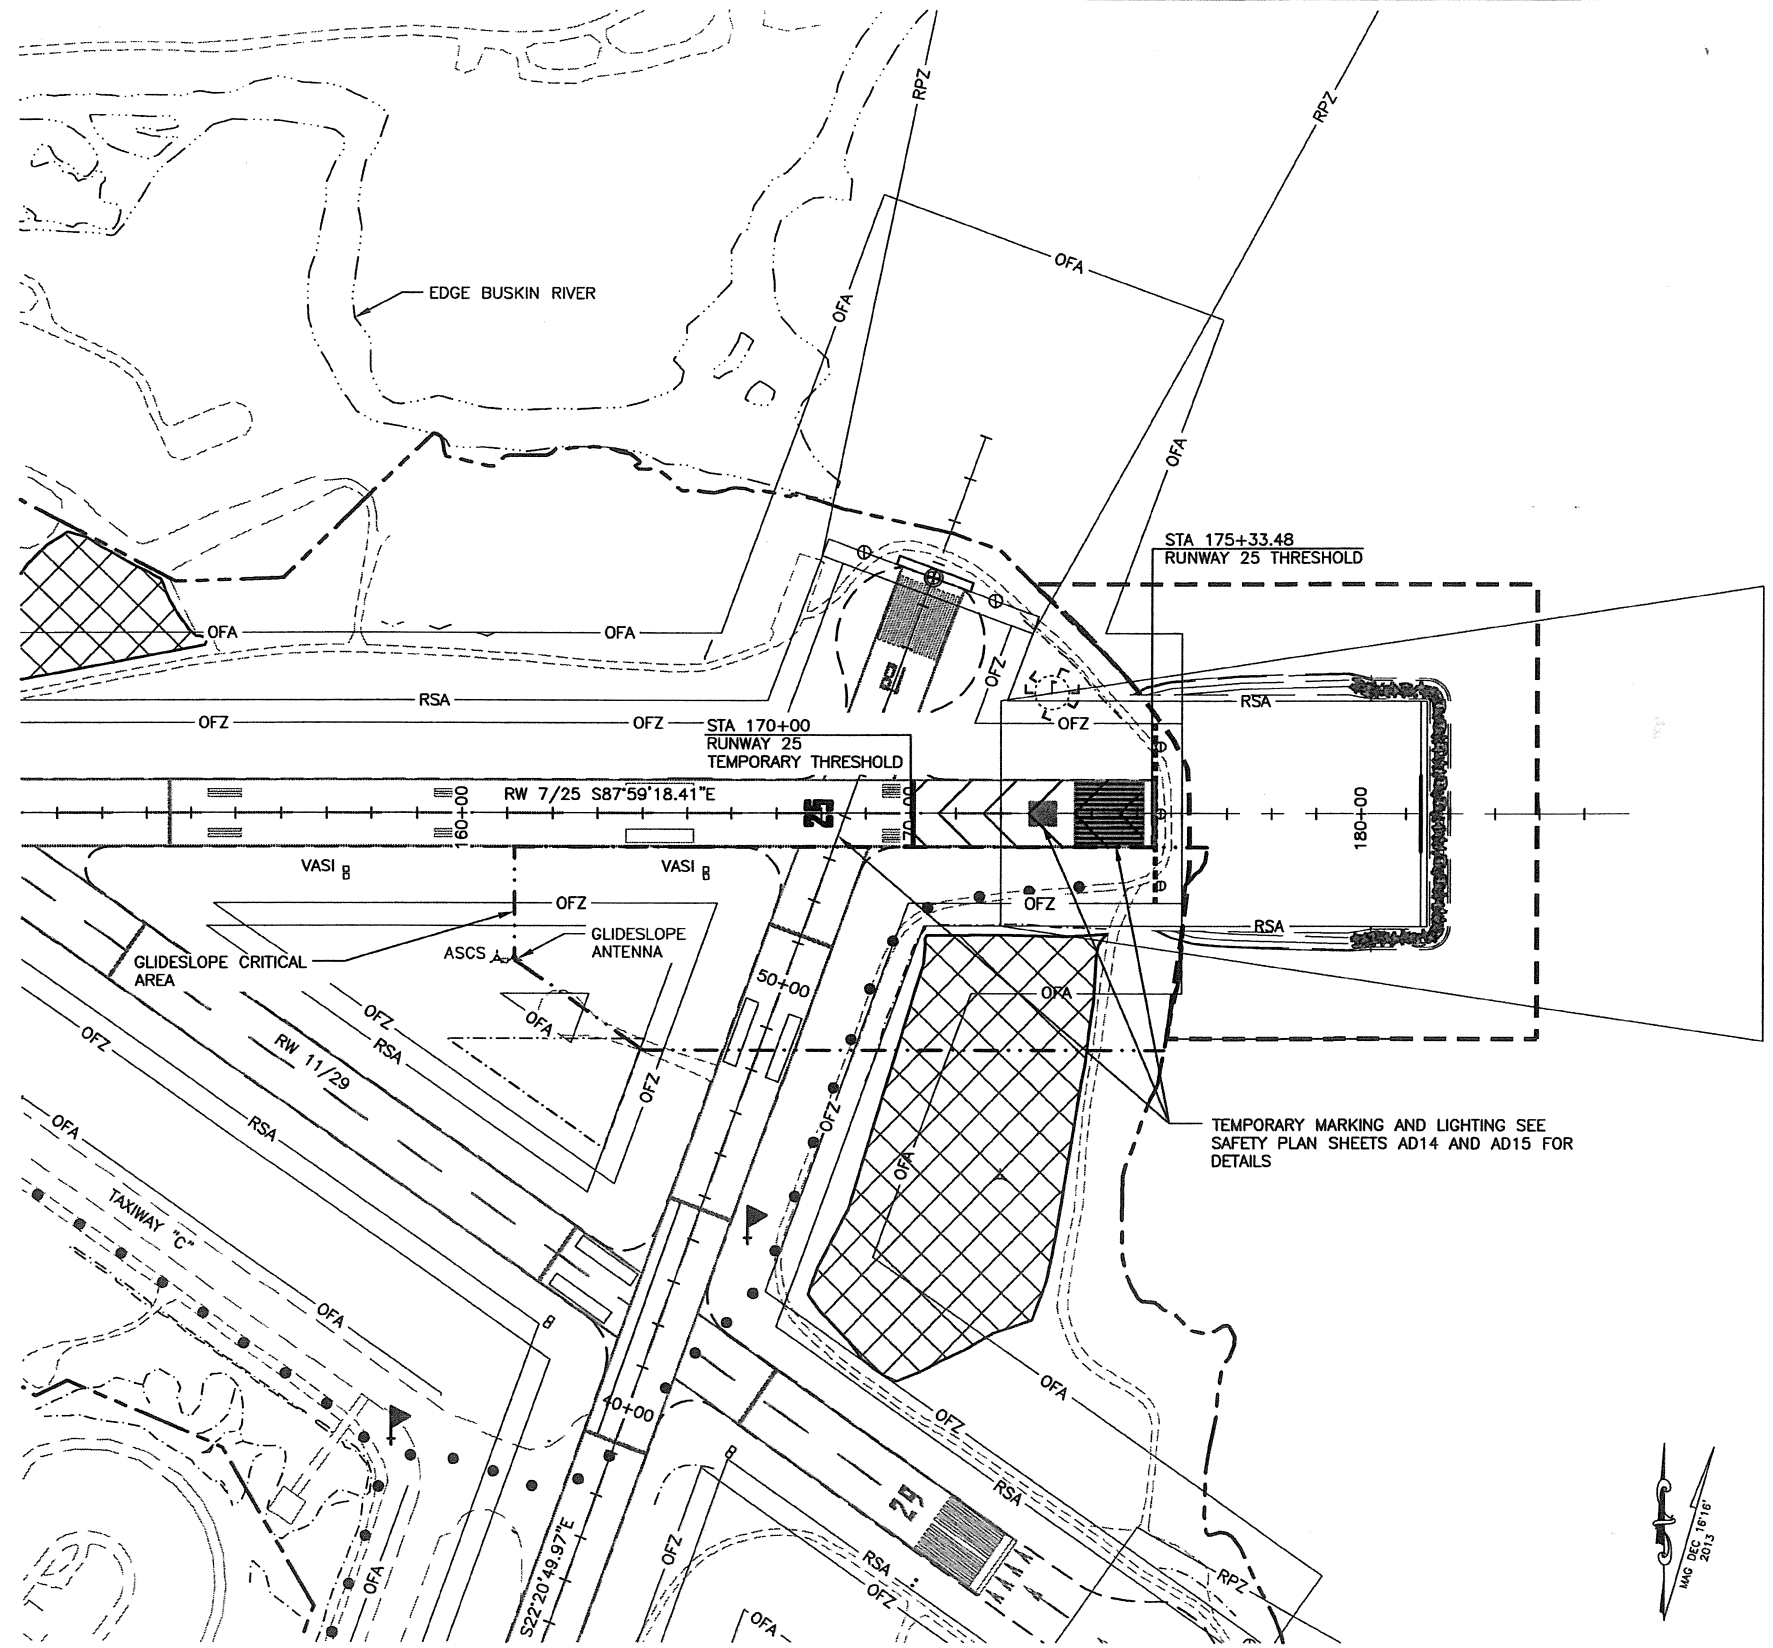 RPZ
RPZ
OFA
OFA
EDGE BUSKIN RIVER
OFA
STA 175+33.48
RUNWAY 25 THRESHOLD
OFA
OFA
OFZ
RSA
RSA
OFZ
OFZ
OFZ
STA 170+00
RUNWAY 25
TEMPORARY THRESHOLD
160+00
RW 7/25 S87°59'18.41"E
25
180+00
VASI
VASI
OFZ
OFZ
RSA
GLIDESLOPE
ANTENNA
ASCS
GLIDESLOPE CRITICAL
AREA
50+00
OFA
OFA
OFZ
RSA
OFZ
RW 11/29
OFZ
OFZ
OFA
RSA
OFA
TEMPORARY MARKING AND LIGHTING SEE
SAFETY PLAN SHEETS AD14 AND AD15 FOR
DETAILS
TAXIWAY "C"
OFA
OFA
40+00
OFZ
29
RSA
S22°20'49.97"E
OFZ
RSA
OFZ
OFA
OFA
RPZ
MAG DEC 16°16'
2013